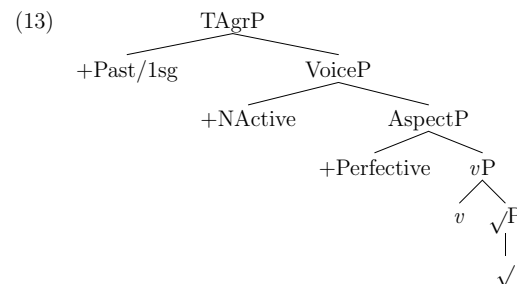 (13) TAgrP
+Past/1sg VoiceP
+NActive AspectP
+Perfective vP
v √P
√